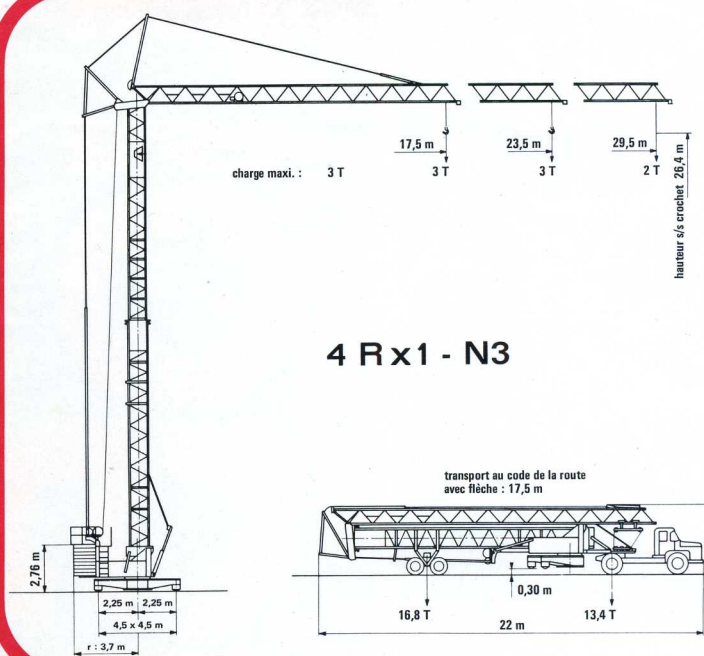 17,5 m
23,5 m
29,5 m
charge maxi. : 3 T
3 T
3 T
2 T
hauteur s/s crochet 26,4 m
4 R x1 - N3
transport au code de la route
avec flèche : 17,5 m
2,76 m
0,30 m
2,25 m
2,25 m
4,5 x 4,5 m
r : 3,7 m
16,8 T
13,4 T
22 m